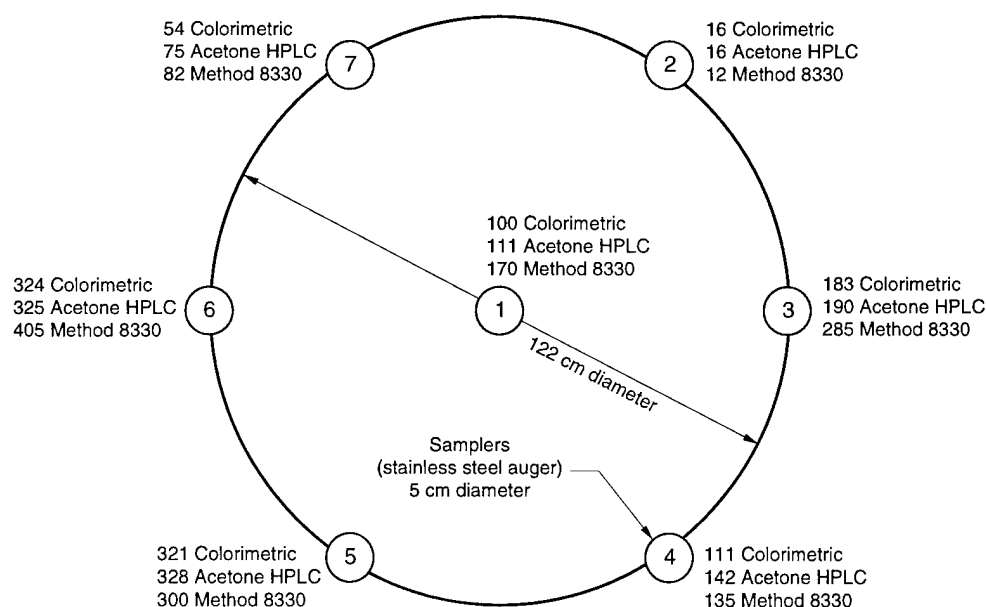 54 Colorimetric
75 Acetone HPLC
82 Method 8330
7
2
16 Colorimetric
16 Acetone HPLC
12 Method 8330
100 Colorimetric
111 Acetone HPLC
170 Method 8330
324 Colorimetric
325 Acetone HPLC
405 Method 8330
6
1
3
183 Colorimetric
190 Acetone HPLC
285 Method 8330
122 cm diameter
Samplers
(stainless steel auger)
5 cm diameter
321 Colorimetric
328 Acetone HPLC
300 Method 8330
5
4
111 Colorimetric
142 Acetone HPLC
135 Method 8330